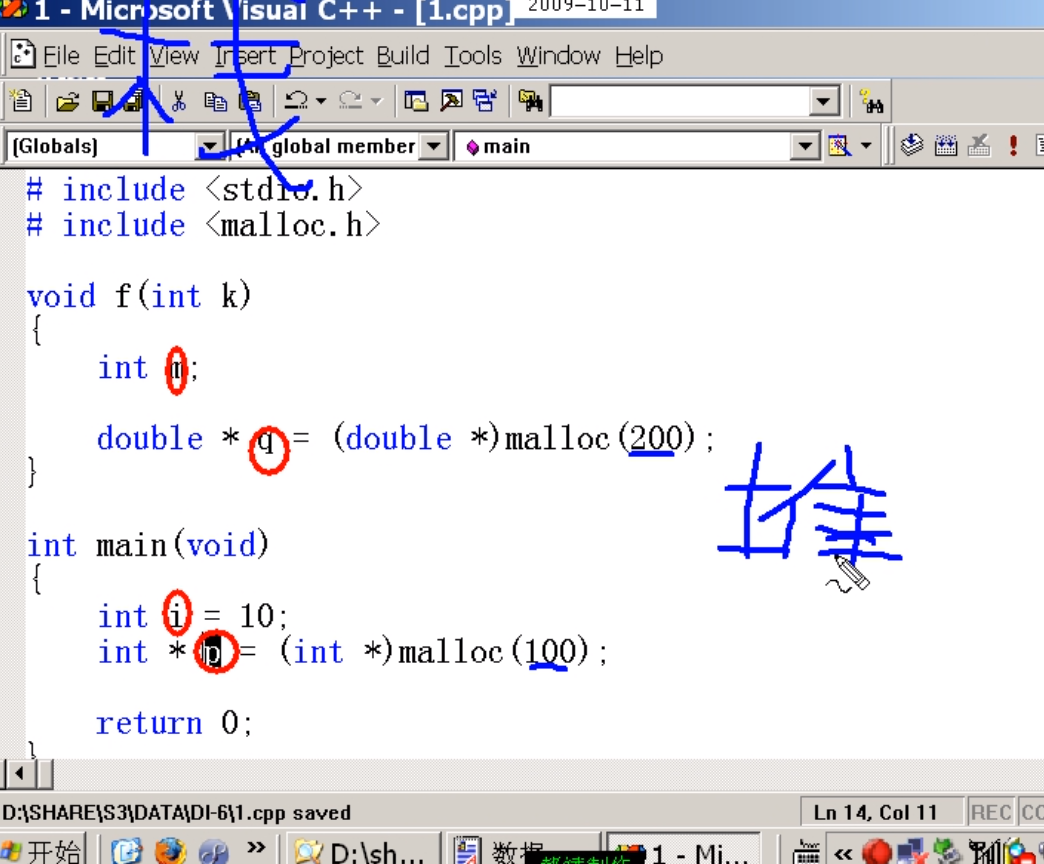 1 - Microsoft Visual C++ - [1.cpp]
2009-10-11
File Edit View Insert Project Build Tools Window Help
栈
[Globals] global member main
# include <stdio.h>
# include <malloc.h>
void f(int k)
{
int m;
double * q = (double *)malloc(200);
}
堆
int main(void)
{
int i = 10;
int * p = (int *)malloc(100);
return 0;
}
D:\SHARE\S3\DATA\DI-6\1.cpp saved
Ln 14, Col 11 REC
开始 D:\sh... 数据 1 - Mi...